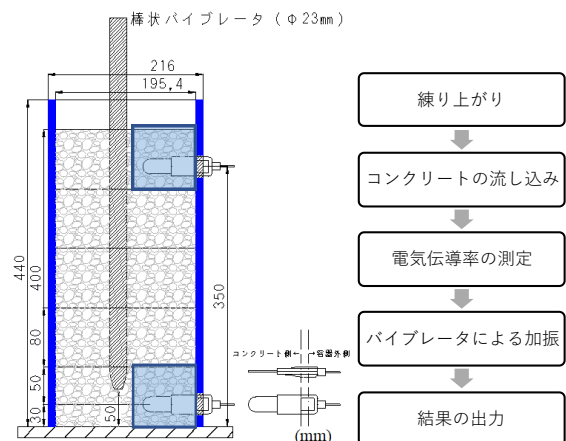 棒状バイブレータ(Φ23㎜)
216
195,4
440
400
80
50
30
50
350
コンクリート側
容器外側
(mm)
練り上がり
コンクリートの流し込み
電気伝導率の測定
バイブレータによる加振
結果の出力